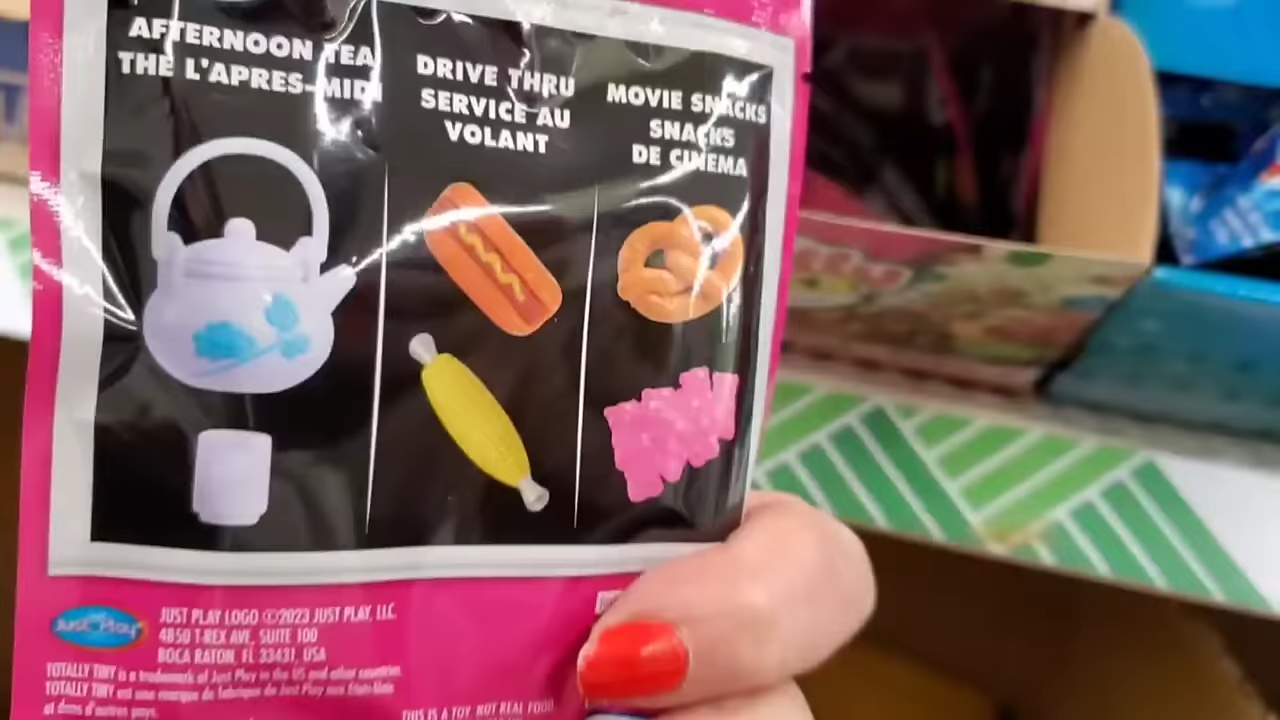 AFTERNOON TEA
THÉ L'APRES-MIDI
DRIVE THRU
SERVICE AU
VOLANT
MOVIE SNACKS
SNACKS
DE CINEMA
Just Play
JUST PLAY LOGO ©2023 JUST PLAY, LLC.
4850 T-REX AVE, SUITE 100
BOCA RATON, FL 33431, USA
TOTALLY TINY is a trademark of Just Play in the US and other countries.
TOTALLY TINY est une marque de fabrique de Just Play aux États-Unis
et dans d'autres pays.
THIS IS A TOY. NOT REAL FOOD.